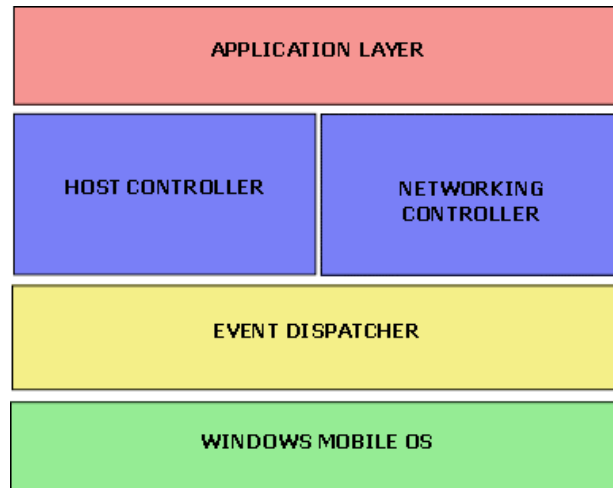 APPLICATION LAYER
HOST CONTROLLER
NETWORKING
CONTROLLER
EVENT DISPATCHER
WINDOWS MOBILE OS